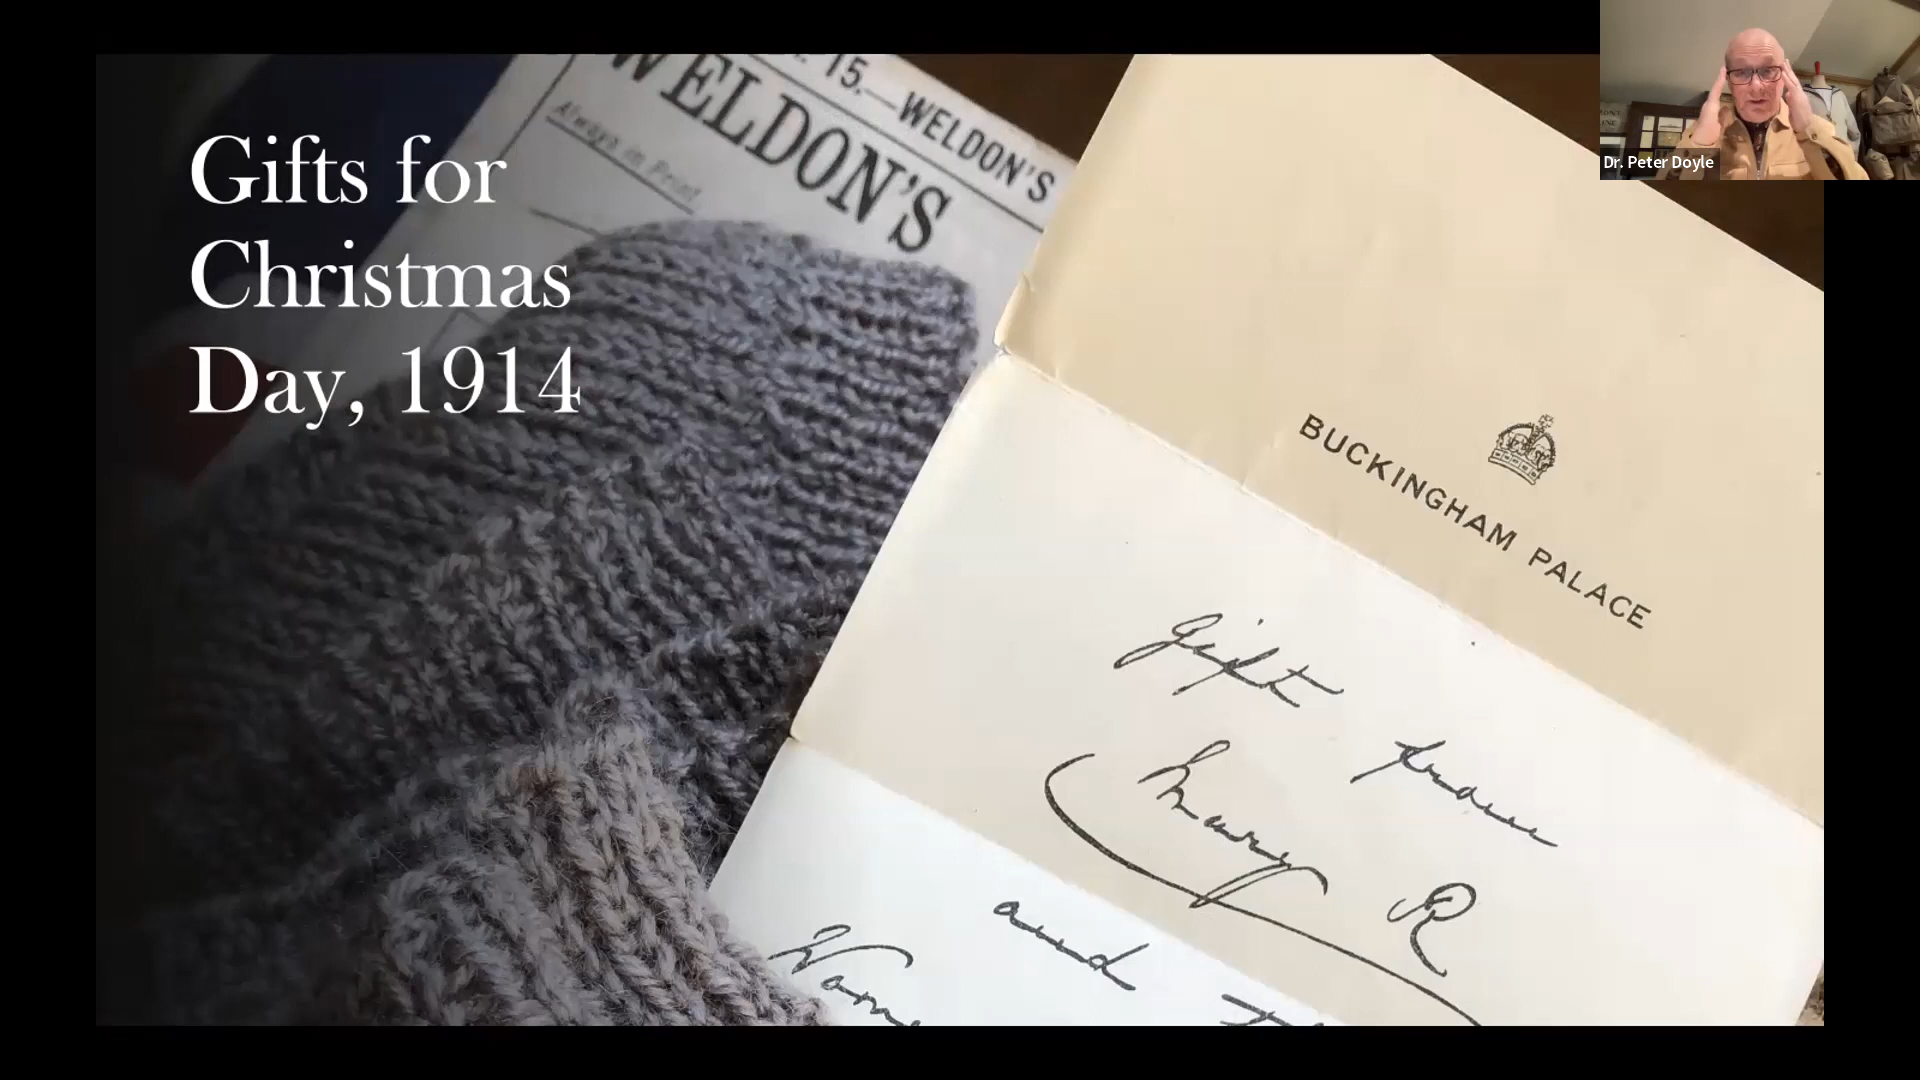 Gifts for
Christmas
Day, 1914
15.—WELDON'S
WELDON'S
Always in Print
BUCKINGHAM PALACE
Gift from
Mary R
and
Dr. Peter Doyle